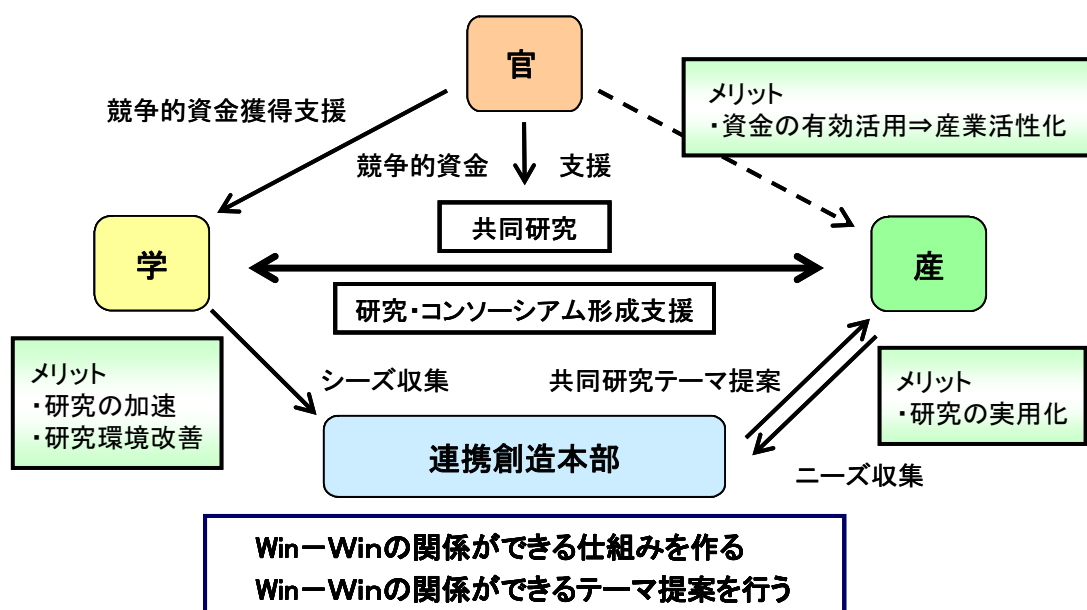 官
メリット
・資金の有効活用⇒産業活性化
競争的資金獲得支援
競争的資金 支援
共同研究
学
産
研究・コンソーシアム形成支援
メリット
・研究の加速
・研究環境改善
シーズ収集
共同研究テーマ提案
メリット
・研究の実用化
連携創造本部
ニーズ収集
Win－Winの関係ができる仕組みを作る
Win－Winの関係ができるテーマ提案を行う